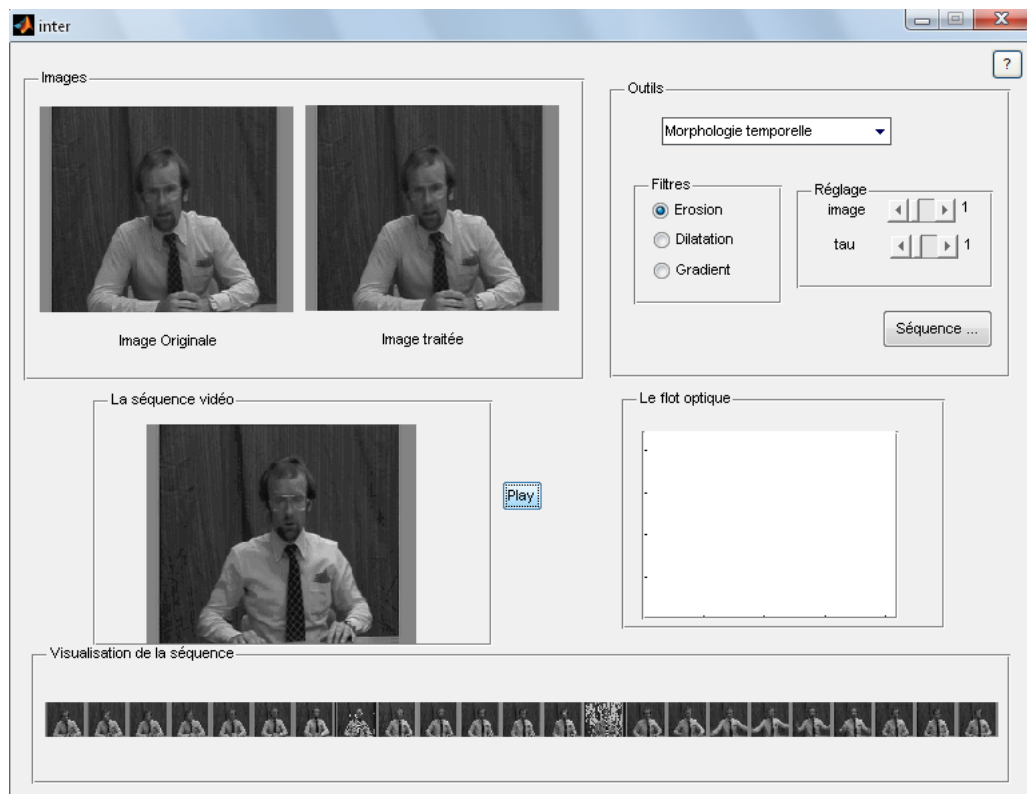 inter
?
Images
Image Originale
Image traitée
Outils
Morphologie temporelle
Filtres
Erosion
Dilatation
Gradient
Réglage
image 1
tau 1
Séquence ...
La séquence vidéo
Play
Le flot optique
Visualisation de la séquence